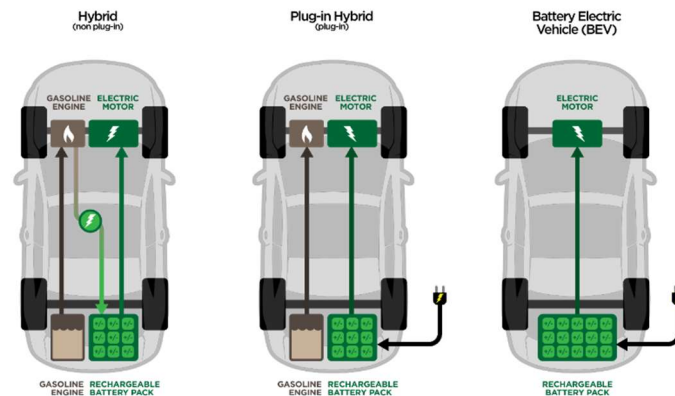 Hybrid
(non plug-in)
GASOLINE ELECTRIC
ENGINE MOTOR
GASOLINE RECHARGEABLE
ENGINE BATTERY PACK
Plug-in Hybrid
(plug-in)
GASOLINE ELECTRIC
ENGINE MOTOR
GASOLINE RECHARGEABLE
ENGINE BATTERY PACK
Battery Electric
Vehicle (BEV)
ELECTRIC
MOTOR
RECHARGEABLE
BATTERY PACK